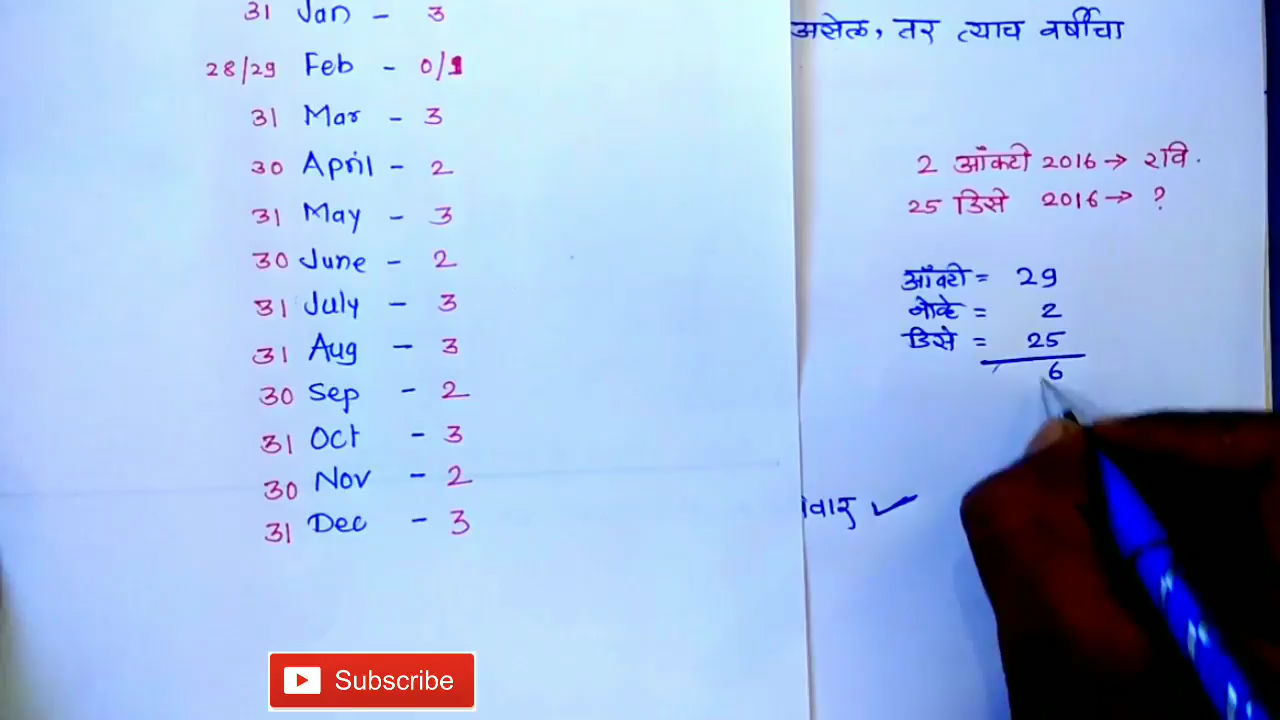 31 Jan - 3
28/29 Feb - 0/1
31 Mar - 3
30 April - 2
31 May - 3
30 June - 2
31 July - 3
31 Aug - 3
30 Sep - 2
31 Oct - 3
30 Nov - 2
31 Dec - 3
असेल, तर त्याच वर्षीचा
2 ऑक्टो 2016 → रवि.
25 डिसे 2016 → ?
ऑक्टो = 29
नोव्हे = 2
डिसे = 25
6
Subscribe